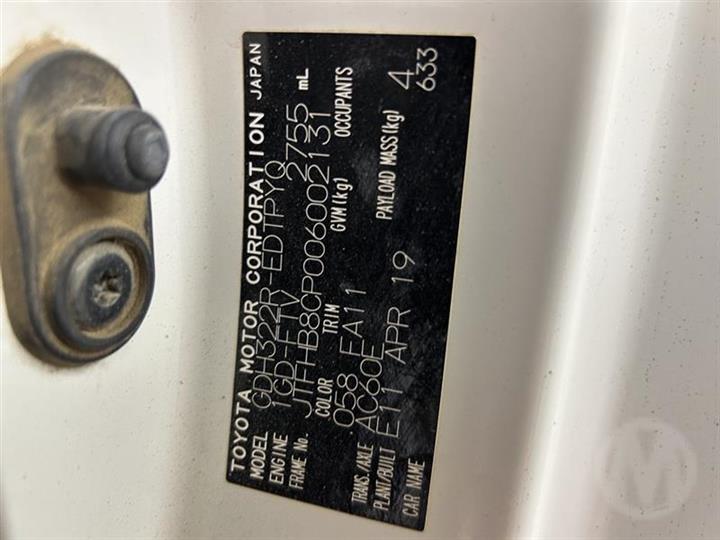 TOYOTA MOTOR CORPORATION JAPAN
MODEL GDH322R-EDTPYQ
ENGINE 1GD-FTV 2755 mL
FRAME No. JTFHB8CP006002131
COLOR TRIM GVM(kg) OCCUPANTS
058 FA11 4
TRANS./AXLE AC60E PAYLOAD MASS(kg) 633
PLANT/BUILT E11 APR 19
CAR NAME
M